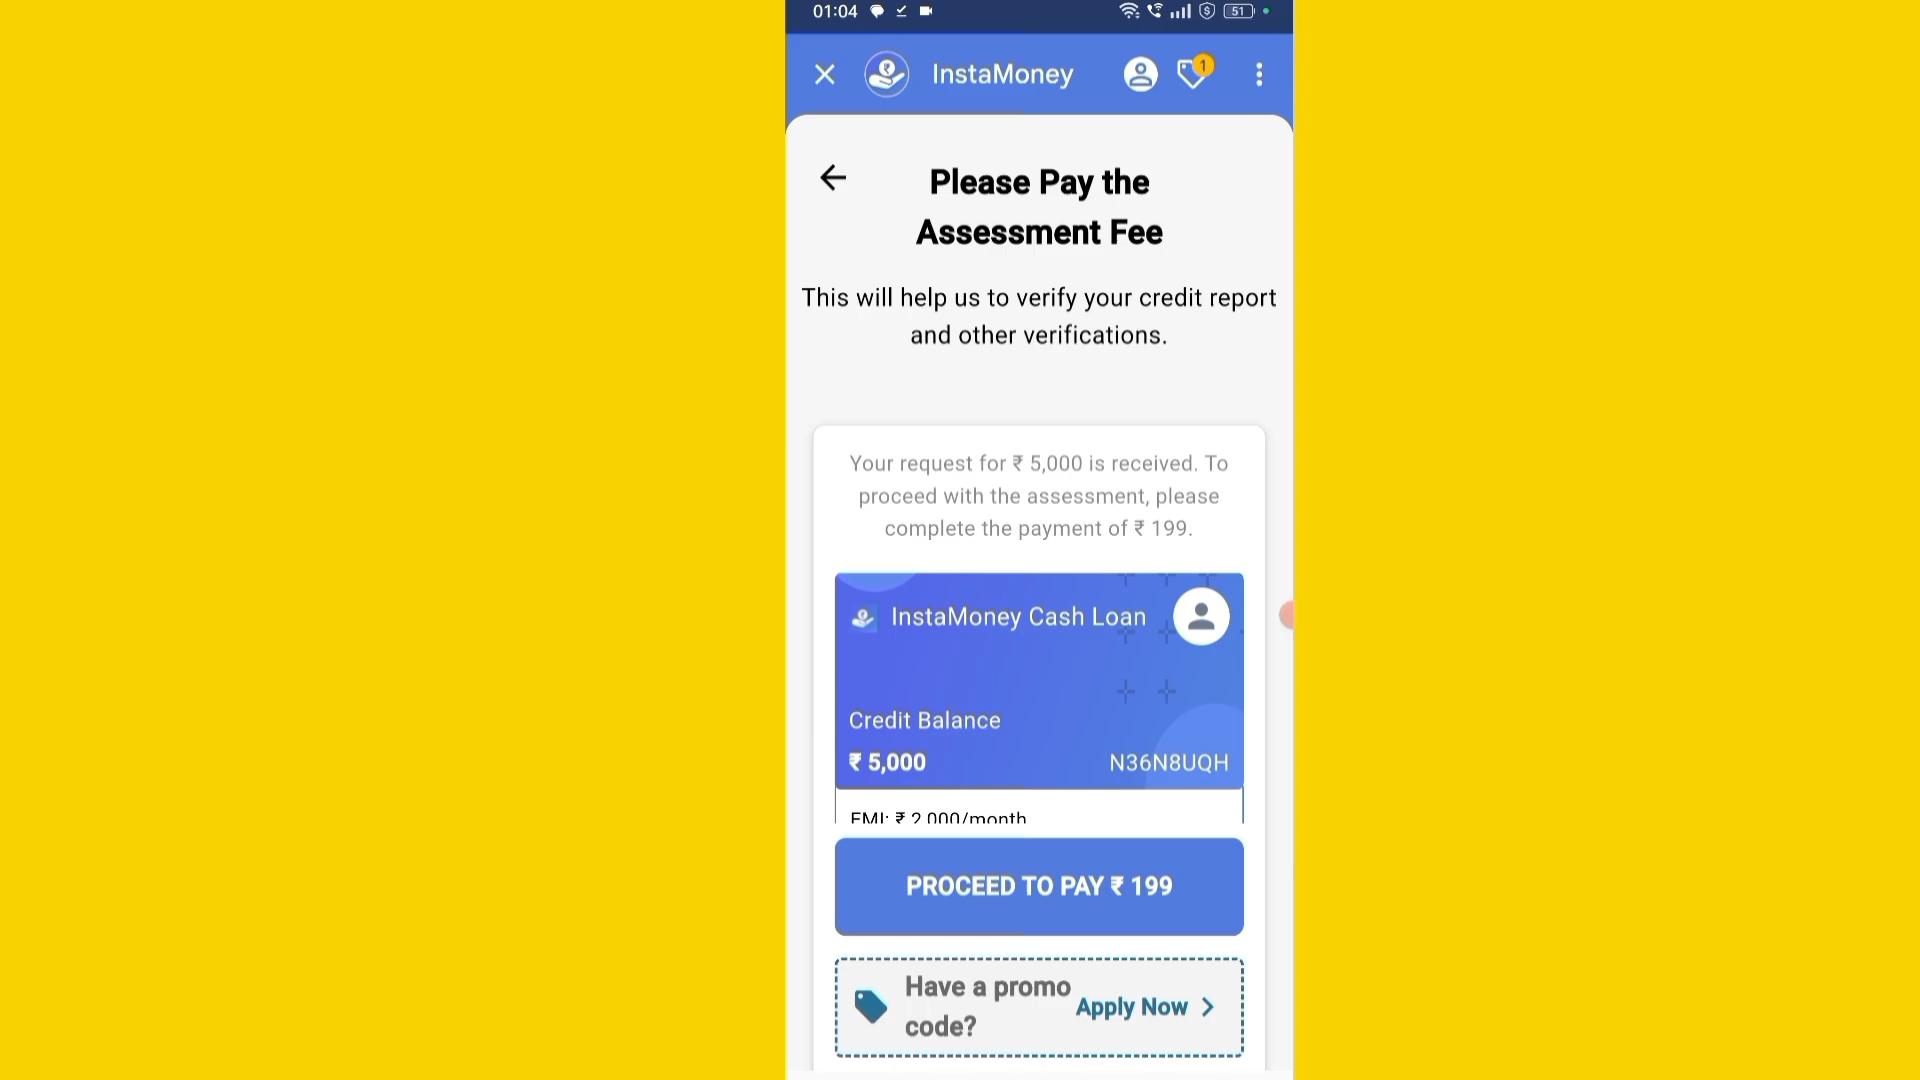 01:04
51
InstaMoney
1
Please Pay the
Assessment Fee
This will help us to verify your credit report
and other verifications.
Your request for ₹ 5,000 is received. To
proceed with the assessment, please
complete the payment of ₹ 199.
InstaMoney Cash Loan
Credit Balance
₹ 5,000 N36N8UQH
EMI: ₹ 2,000/month
PROCEED TO PAY ₹ 199
Have a promo
code?
Apply Now